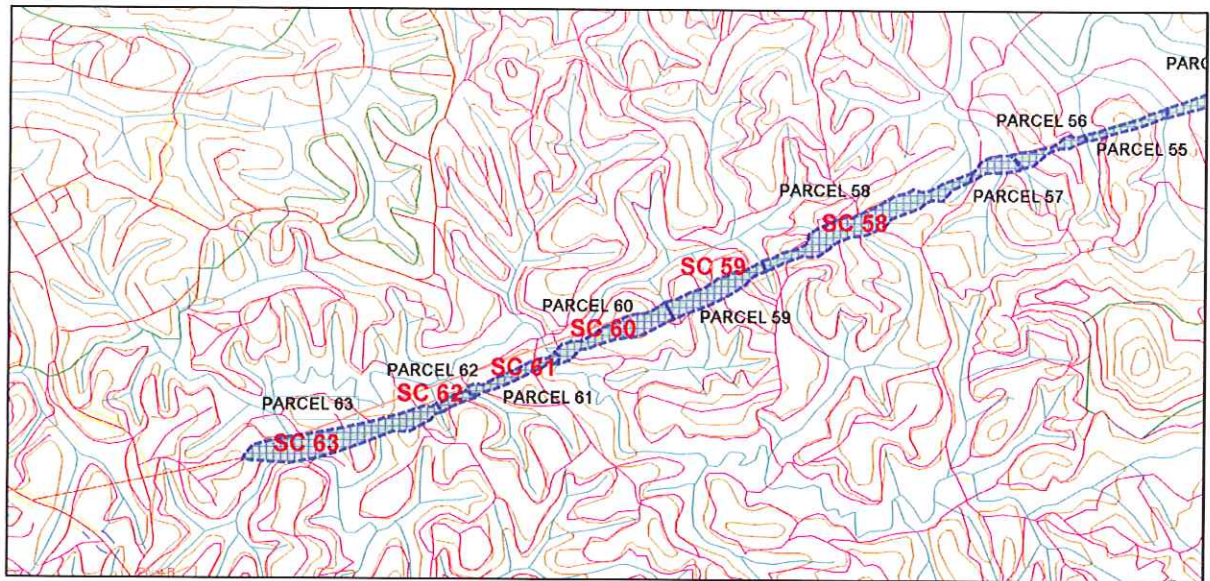 PARC
PARCEL 56
PARCEL 55
PARCEL 58
PARCEL 57
SC 58
SC 59
PARCEL 60
PARCEL 59
SC 60
PARCEL 62
SC 61
SC 62
PARCEL 61
PARCEL 63
SC 63